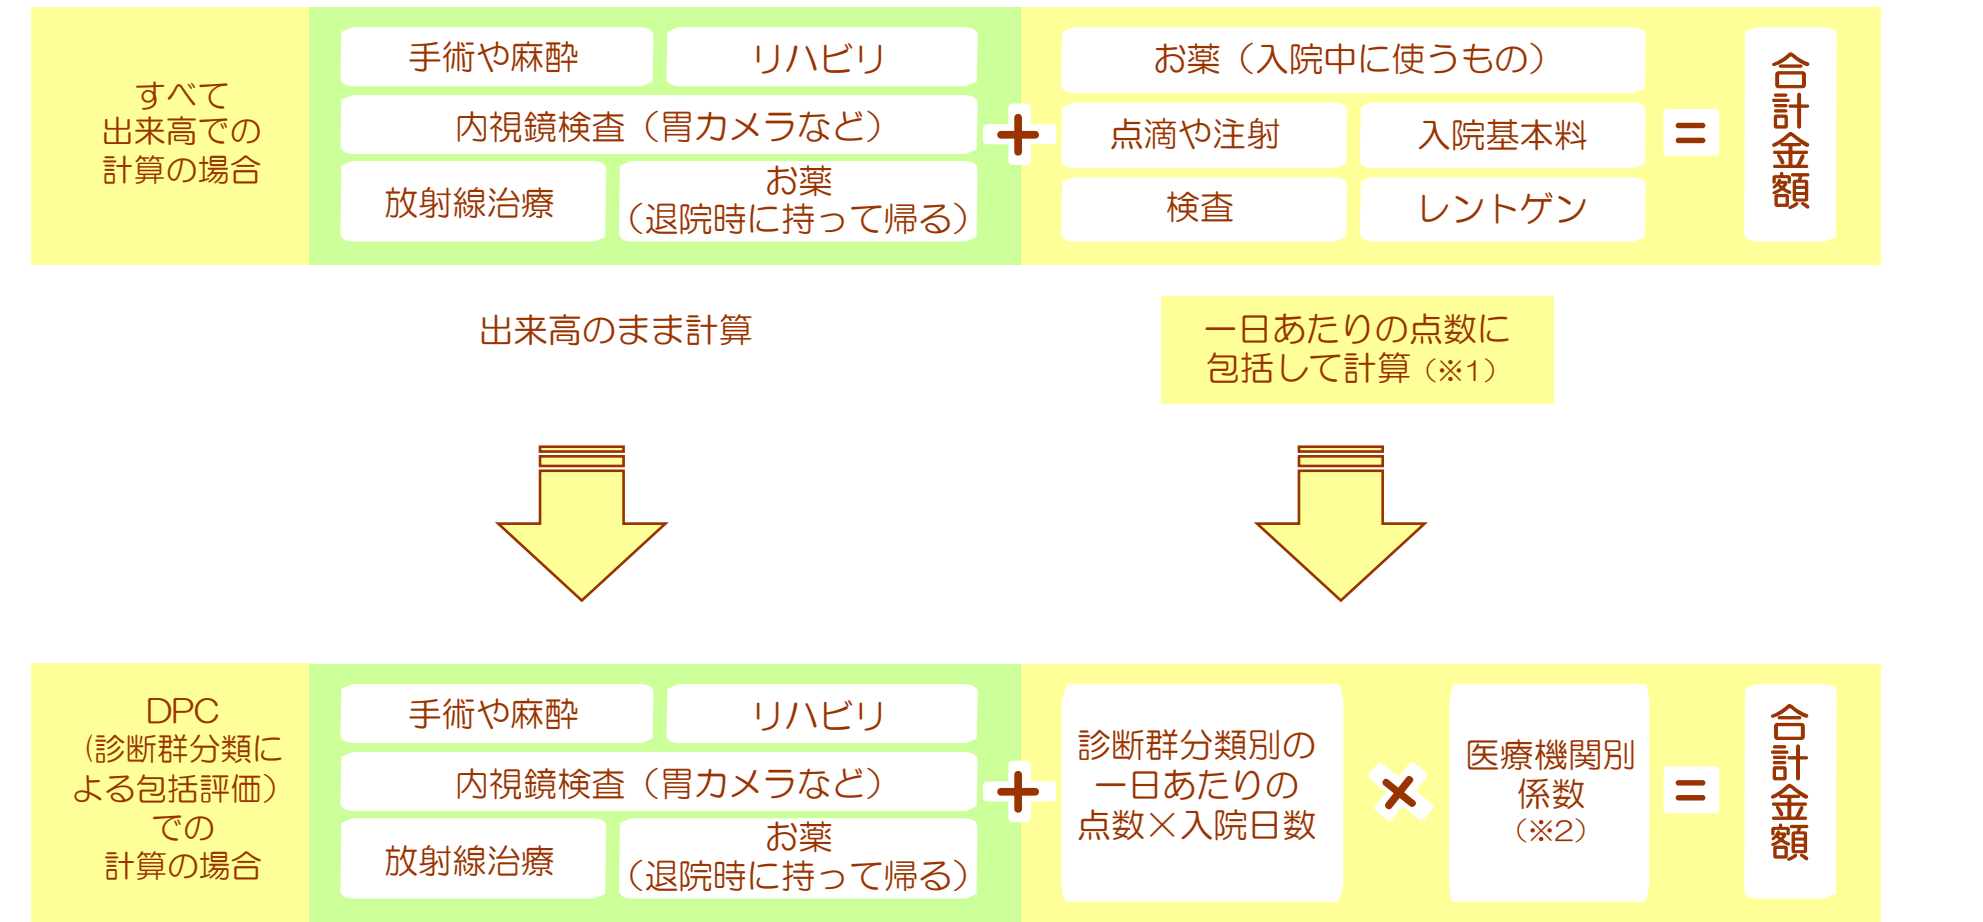 すべて
出来高での
計算の場合
手術や麻酔
リハビリ
内視鏡検査（胃カメラなど）
放射線治療
お薬
（退院時に持って帰る）
＋
お薬（入院中に使うもの）
点滴や注射
入院基本料
検査
レントゲン
＝
合計金額
出来高のまま計算
一日あたりの点数に
包括して計算（※1）
DPC
（診断群分類に
よる包括評価）
での
計算の場合
手術や麻酔
リハビリ
内視鏡検査（胃カメラなど）
放射線治療
お薬
（退院時に持って帰る）
＋
診断群分類別の
一日あたりの
点数×入院日数
×
医療機関別
係数
（※2）
＝
合計金額